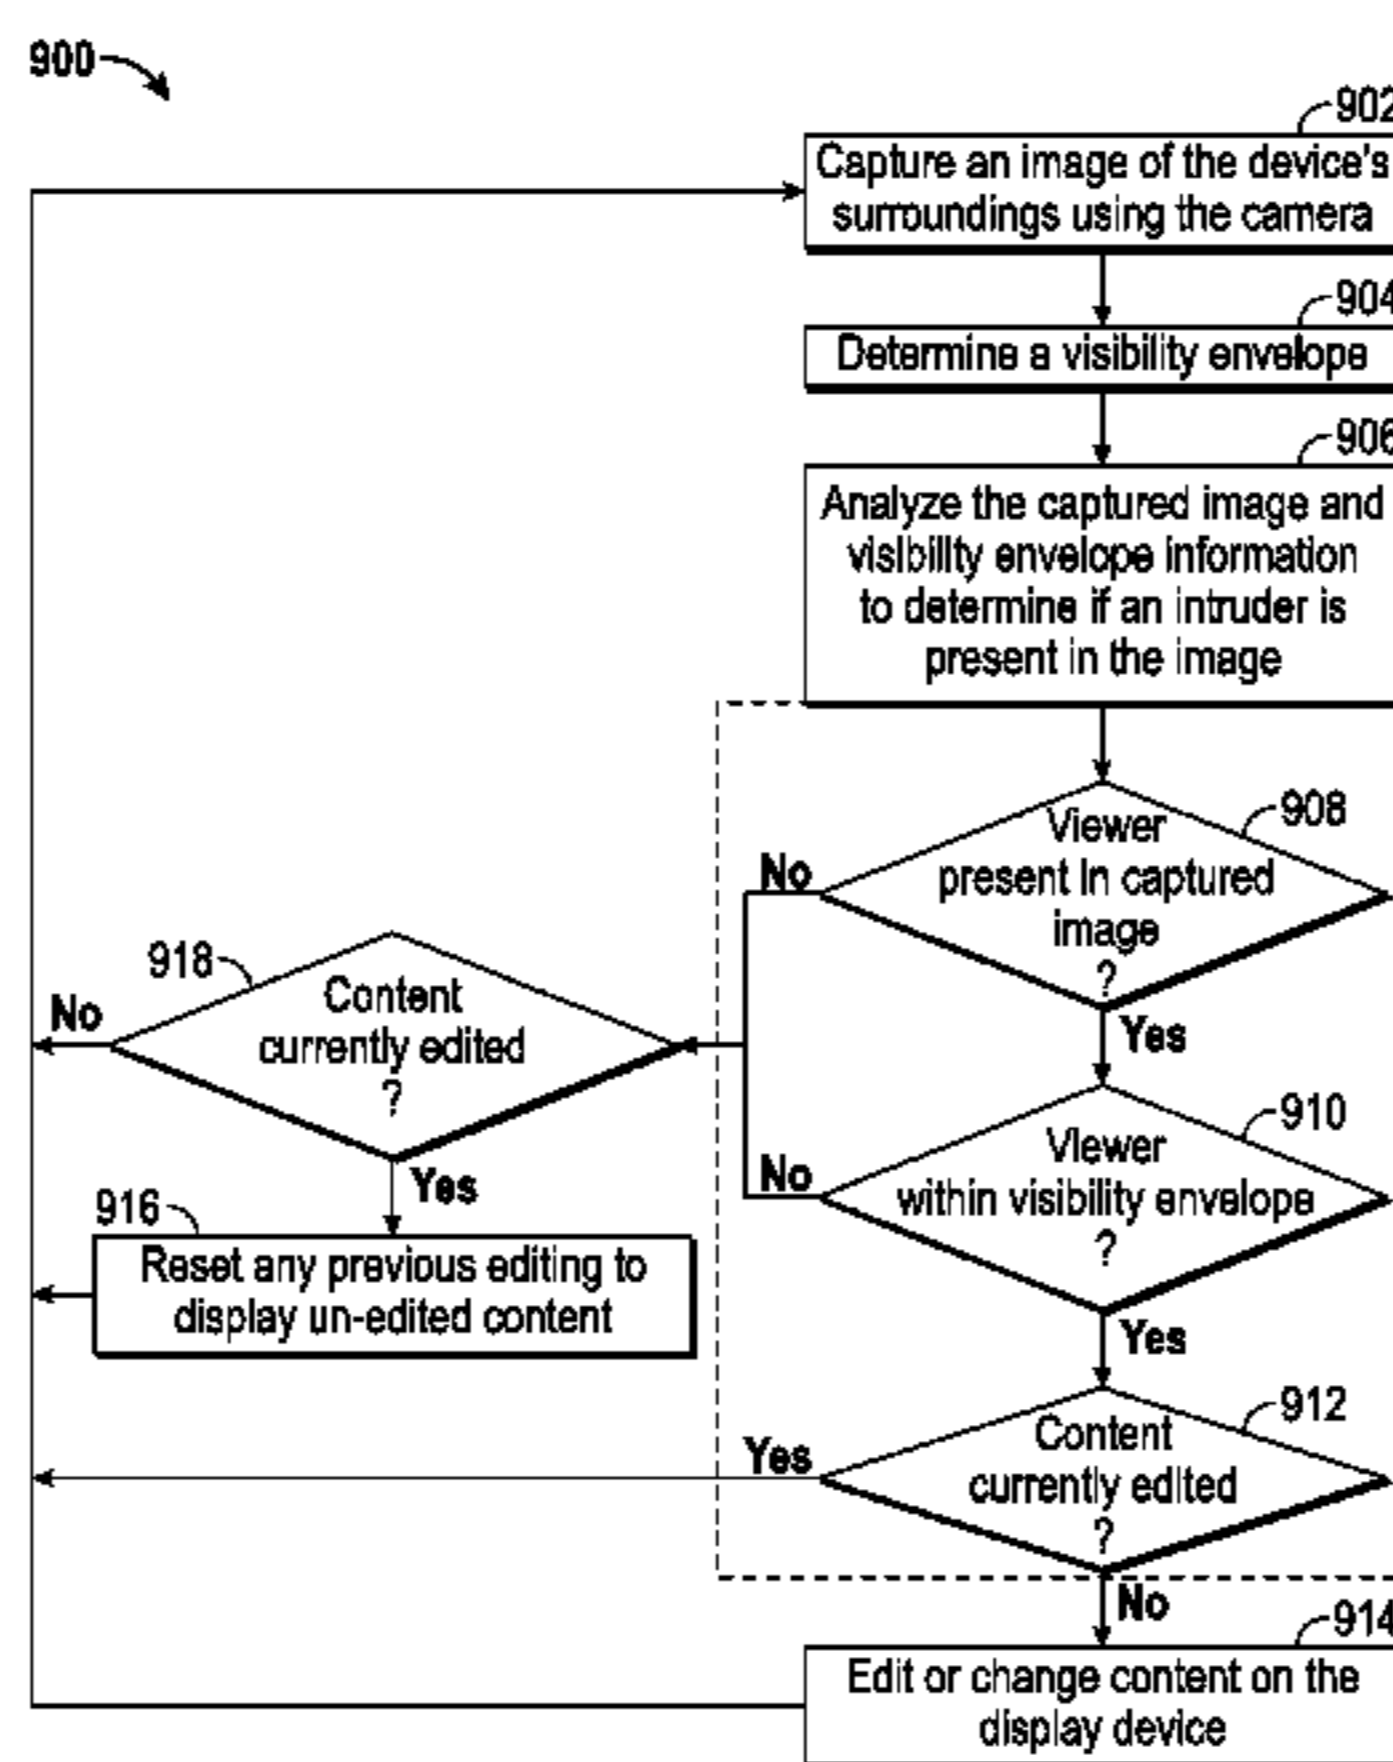 900
902
Capture an image of the device's
surroundings using the camera
904
Determine a visibility envelope
906
Analyze the captured image and
visibility envelope information
to determine if an intruder is
present in the image
908
Viewer
present in captured
image
?
No
Yes
918
Content
currently edited
?
No
Yes
910
Viewer
within visibility envelope
?
No
Yes
916
Reset any previous editing to
display un-edited content
912
Content
currently edited
?
Yes
No
914
Edit or change content on the
display device